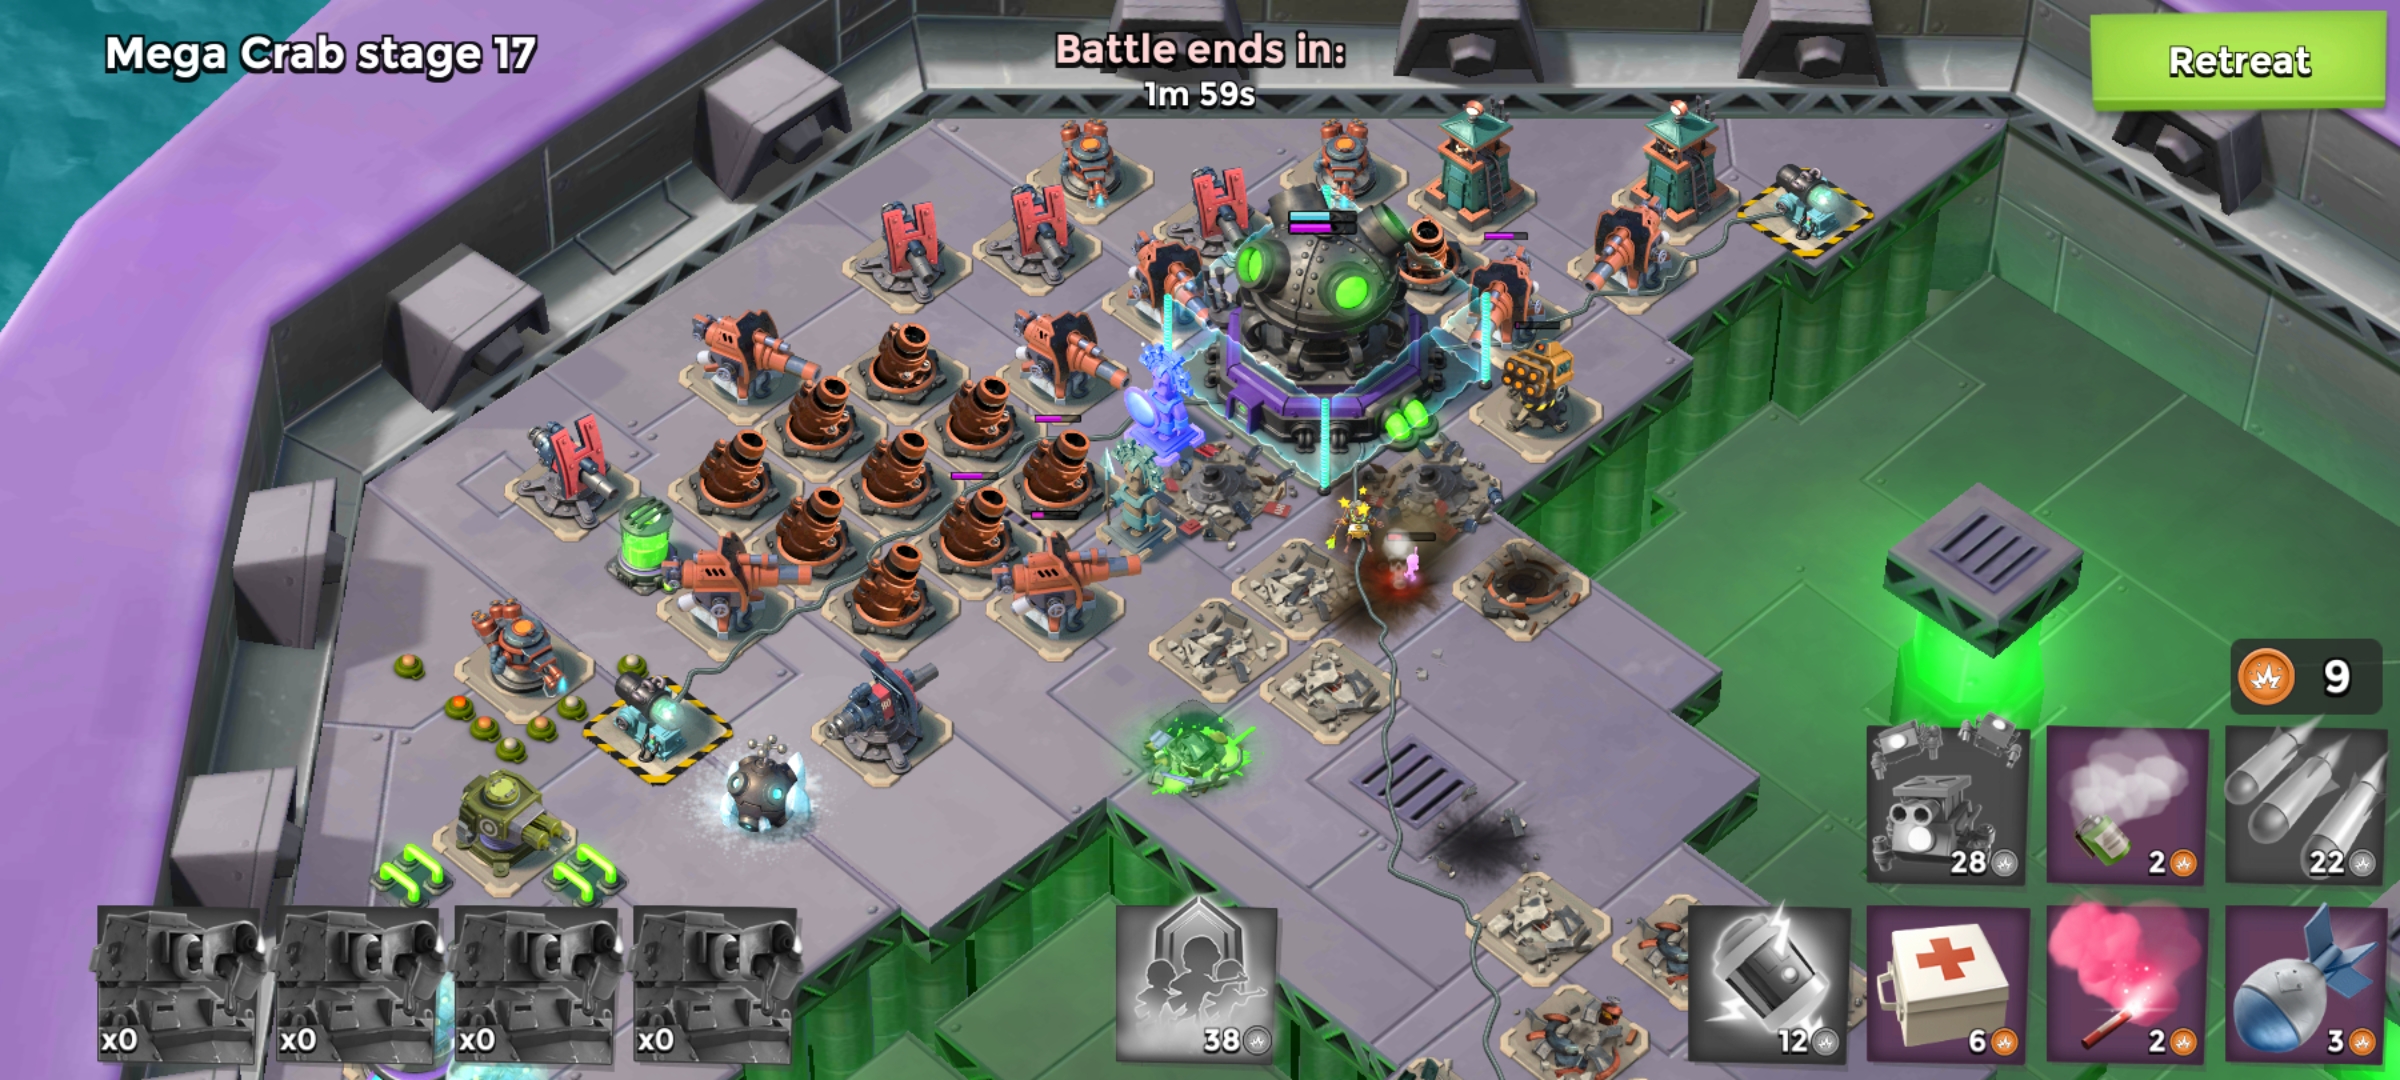 Mega Crab stage 17
Battle ends in:
1m 59s
Retreat
9
28
2
22
x0
x0
x0
x0
38
12
6
2
3